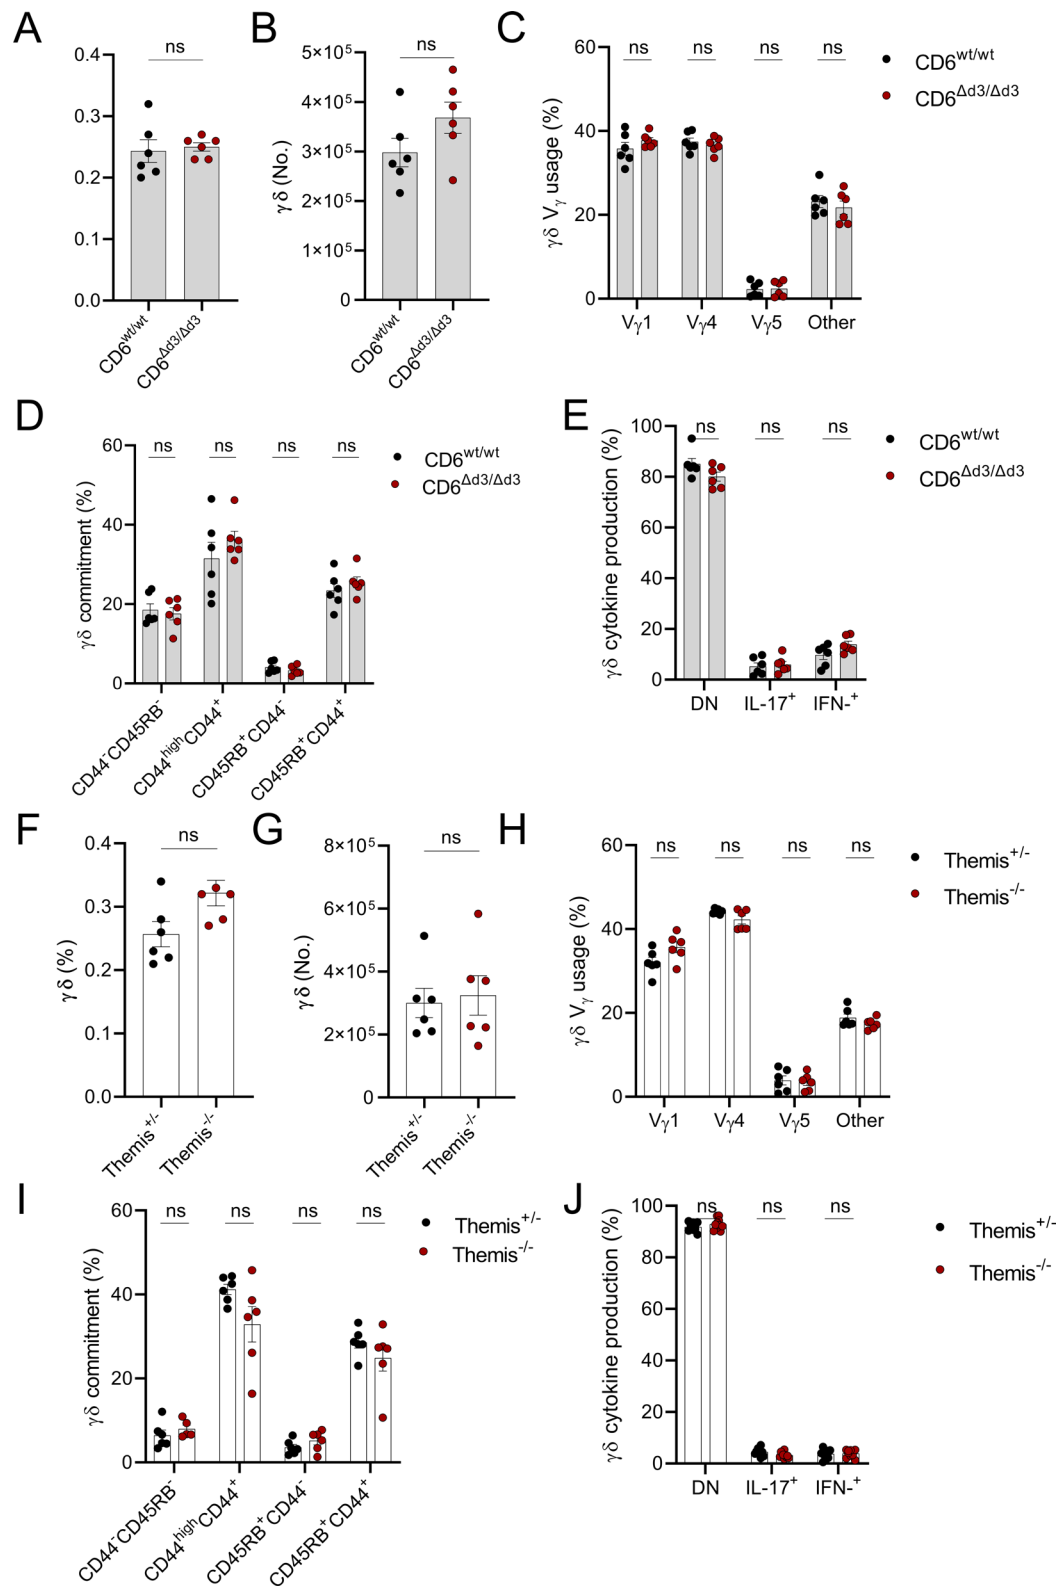 A
ns
0.4
0.3
0.2
0.1
0.0
CD6^wt/wt
CD6^Δd3/Δd3
B
ns
γδ (No.)
5×10⁵
4×10⁵
3×10⁵
2×10⁵
1×10⁵
0
CD6^wt/wt
CD6^Δd3/Δd3
C
ns ns ns ns
γδ Vγ usage (%)
60
40
20
0
Vγ1 Vγ4 Vγ5 Other
CD6^wt/wt
CD6^Δd3/Δd3
D
ns ns ns ns
γδ commitment (%)
60
40
20
0
CD44⁻CD45RB⁻
CD44^high CD44⁺
CD45RB⁺CD44⁻
CD45RB⁺CD44⁺
CD6^wt/wt
CD6^Δd3/Δd3
E
ns ns ns
γδ cytokine production (%)
100
80
60
40
20
0
DN IL-17⁺ IFN-⁺
CD6^wt/wt
CD6^Δd3/Δd3
F
ns
γδ (%)
0.4
0.3
0.2
0.1
0.0
Themis^+/-
Themis^-/-
G
ns
γδ (No.)
8×10⁵
6×10⁵
4×10⁵
2×10⁵
0
Themis^+/-
Themis^-/-
H
ns ns ns ns
γδ Vγ usage (%)
60
40
20
0
Vγ1 Vγ4 Vγ5 Other
Themis^+/-
Themis^-/-
I
ns ns ns ns
γδ commitment (%)
60
40
20
0
CD44⁻CD45RB⁻
CD44^high CD44⁺
CD45RB⁺CD44⁻
CD45RB⁺CD44⁺
Themis^+/-
Themis^-/-
J
ns ns ns
γδ cytokine production (%)
100
80
60
40
20
0
DN IL-17⁺ IFN-⁺
Themis^+/-
Themis^-/-